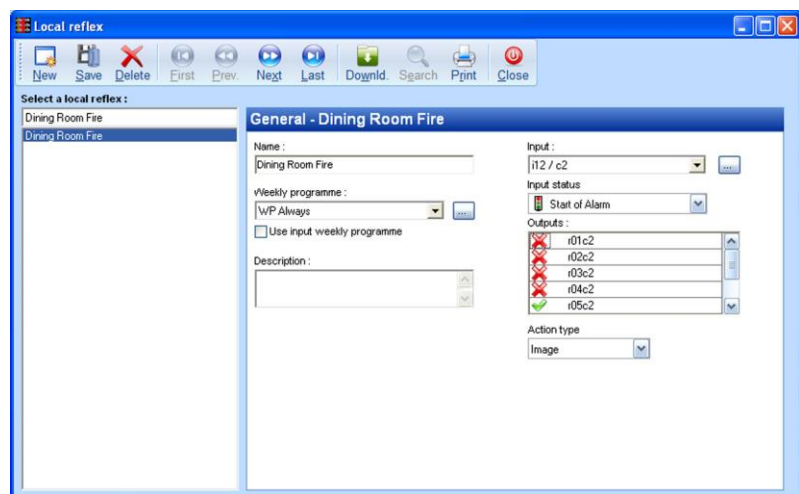 Local reflex
New Save Delete First Prev. Next Last Downld. Search Print Close
Select a local reflex :
Dining Room Fire
Dining Room Fire
General - Dining Room Fire
Name :
Dining Room Fire
Weekly programme :
WP Always
...
Use input weekly programme
Description :
Input :
i12 / c2
...
Input status
Start of Alarm
Outputs :
r01c2
r02c2
r03c2
r04c2
r05c2
Action type
Image